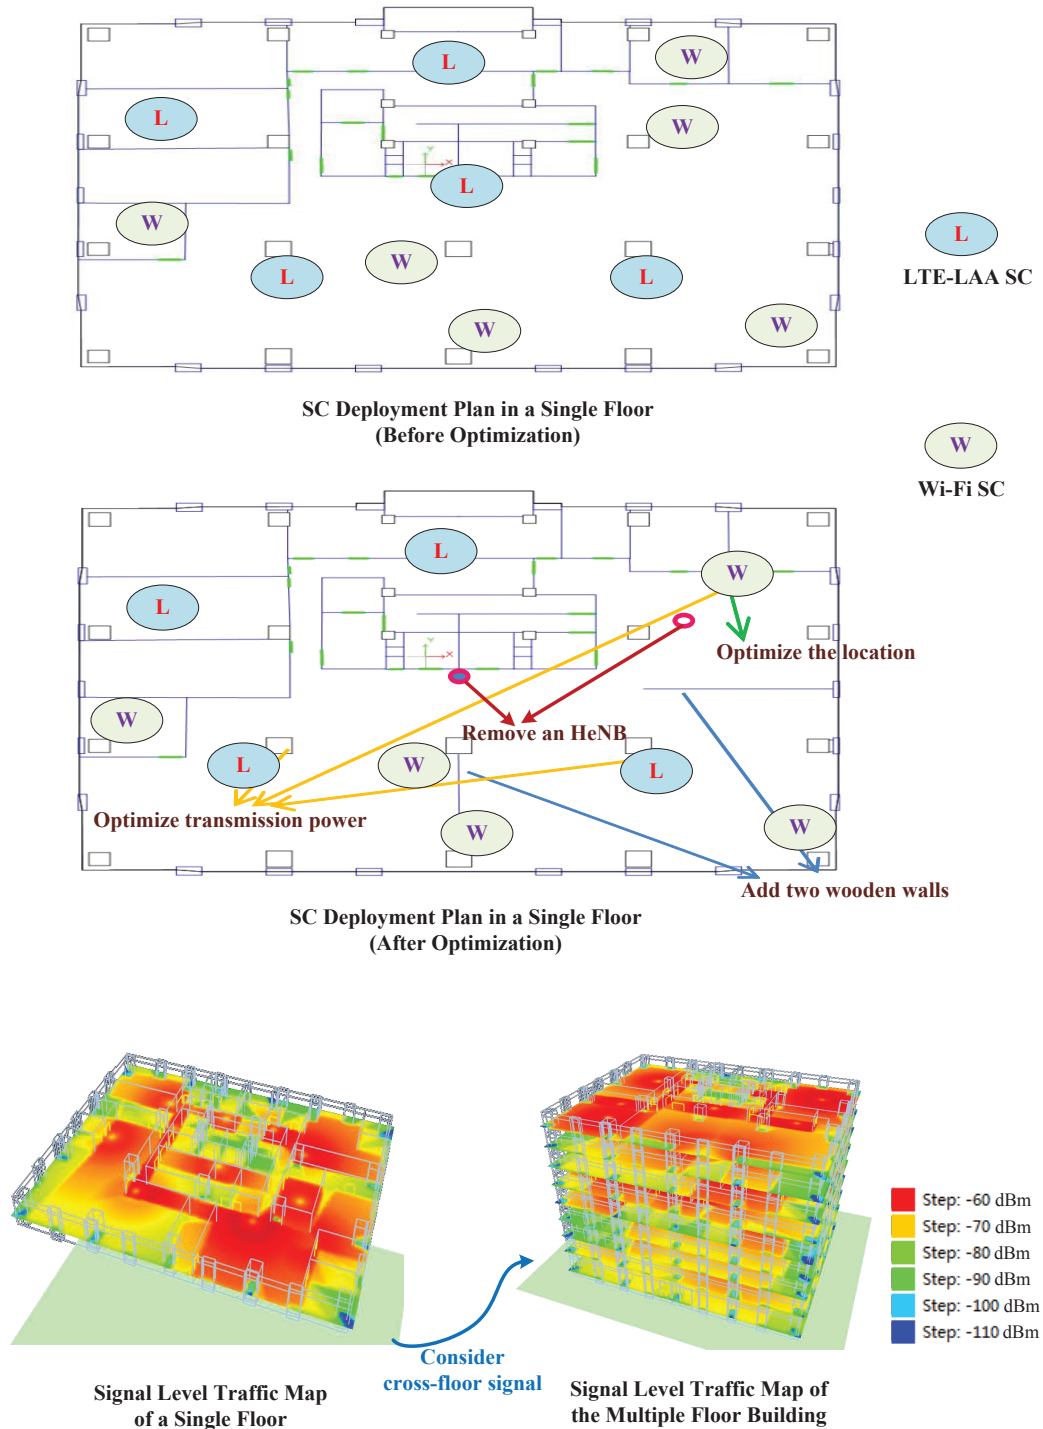 L
W
L
W
Y
X
L
W
W
L
L
W
W
L
LTE-LAA SC
SC Deployment Plan in a Single Floor
(Before Optimization)
W
Wi-Fi SC
L
W
L
Optimize the location
Y
X
W
Remove an HeNB
L
W
L
Optimize transmission power
W
W
Add two wooden walls
SC Deployment Plan in a Single Floor
(After Optimization)
Step: -60 dBm
Step: -70 dBm
Step: -80 dBm
Step: -90 dBm
Step: -100 dBm
Step: -110 dBm
Consider
cross-floor signal
Signal Level Traffic Map
of a Single Floor
Signal Level Traffic Map of
the Multiple Floor Building